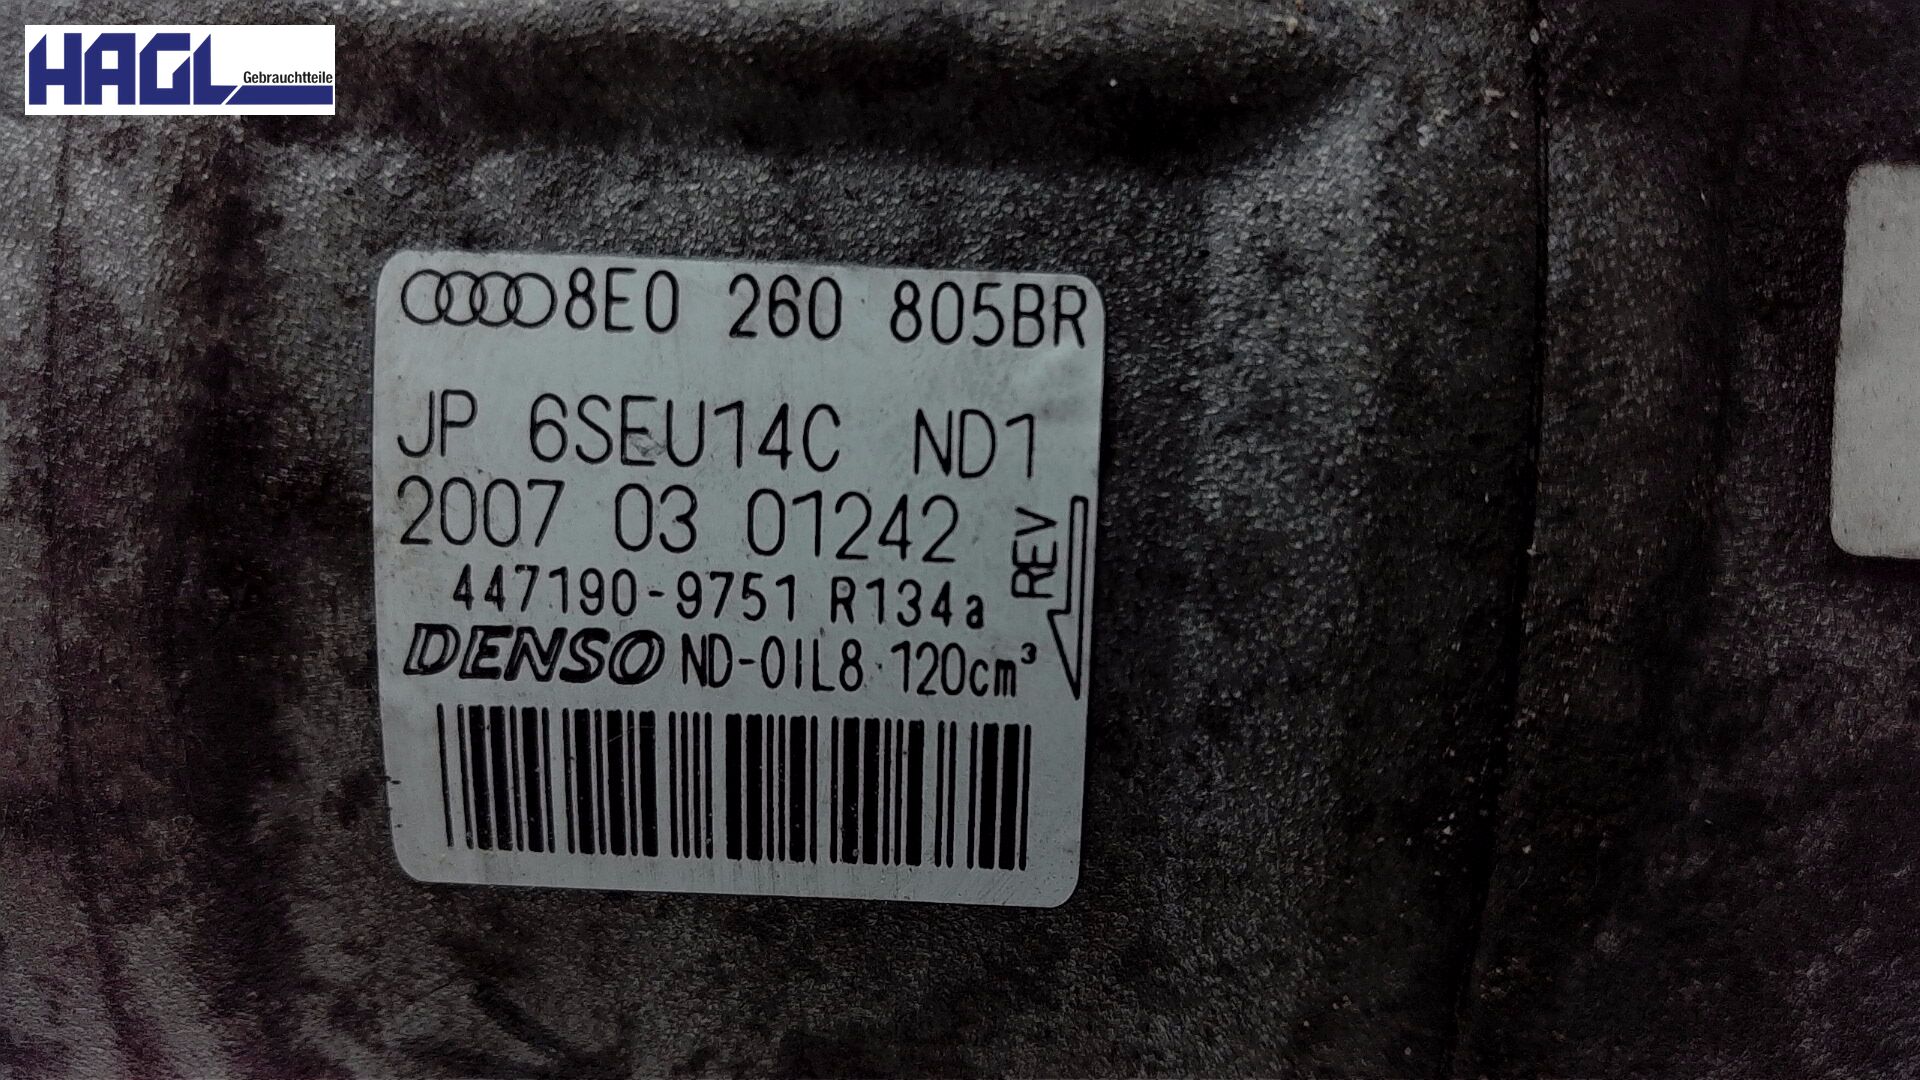 HAGL Gebrauchtteile
8E0 260 805BR
JP 6SEU14C ND1
2007 03 01242
REV
447190-9751 R134a
DENSO ND-OIL8 120cm³